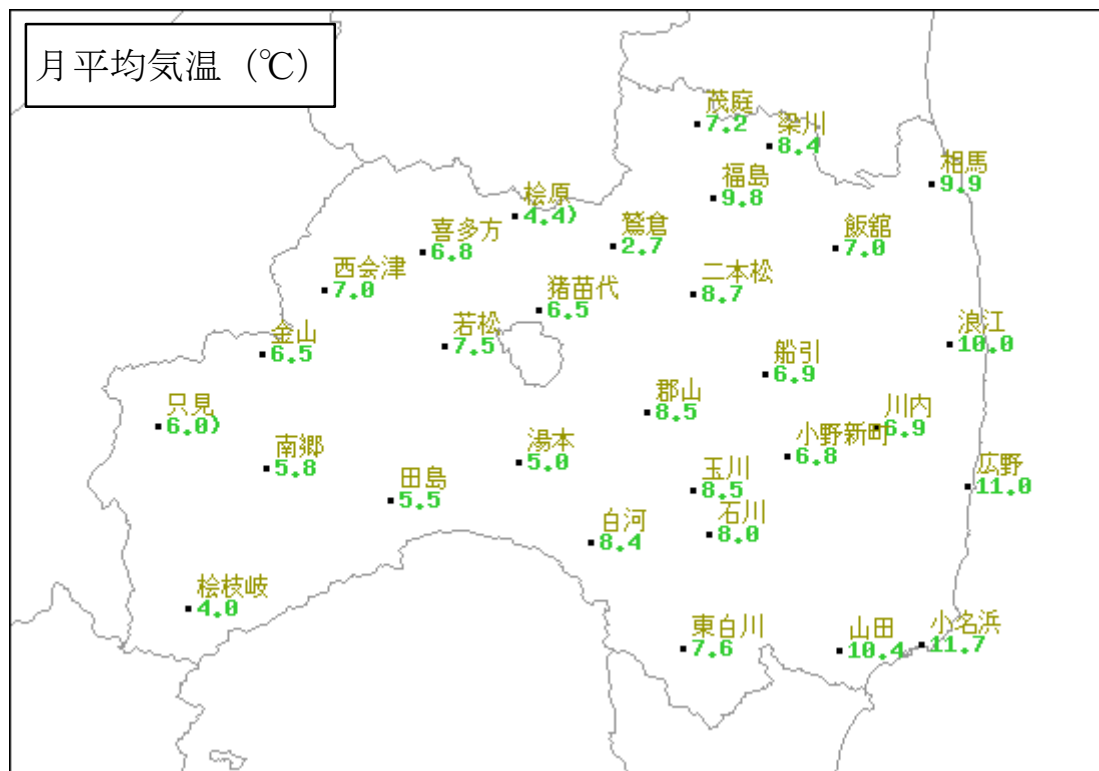 月平均気温（℃）
茂庭
7.2
梁川
8.4
相馬
9.9
福島
9.8
桧原
4.4)
鷲倉
2.7
飯舘
7.0
喜多方
6.8
西会津
7.0
猪苗代
6.5
二本松
8.7
若松
7.5
金山
6.5
浪江
10.0
船引
6.9
郡山
8.5
只見
6.0)
川内
6.9
小野新町
6.8
南郷
5.8
湯本
5.0
田島
5.5
玉川
8.5
広野
11.0
石川
8.0
白河
8.4
桧枝岐
4.0
東白川
7.6
山田
10.4
小名浜
11.7